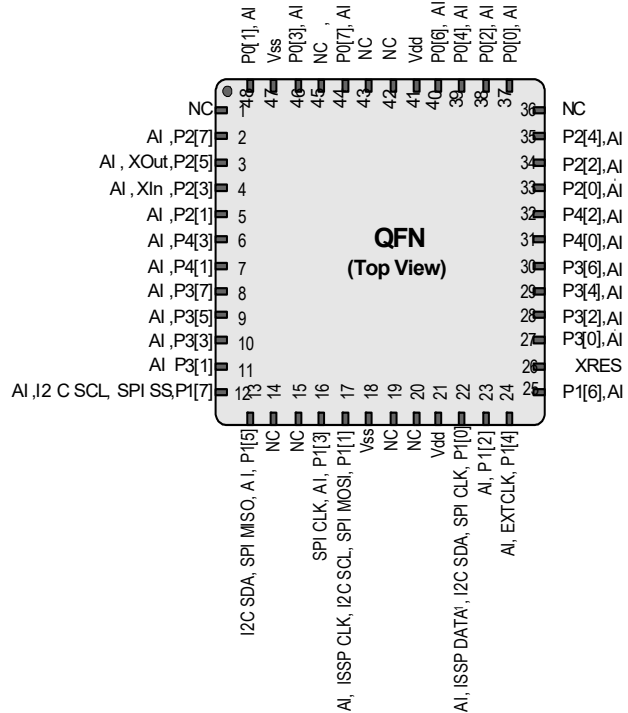 P0[1], AI
Vss
P0[3], AI
NC ,
P0[7], AI
NC
NC
Vdd
P0[6], AI
P0[4], AI
P0[2], AI
P0[0], AI
48
47
46
45
44
43
42
41
40
39
38
37
NC 1
AI ,P2[7] 2
AI , XOut,P2[5] 3
AI , XIn ,P2[3] 4
AI ,P2[1] 5
AI ,P4[3] 6
AI ,P4[1] 7
AI ,P3[7] 8
AI ,P3[5] 9
AI ,P3[3] 10
AI P3[1] 11
AI ,I2 C SCL, SPI SS,P1[7] 12
QFN
(Top View)
36 NC
35 P2[4],AI
34 P2[2],AI
33 P2[0],AI
32 P4[2],AI
31 P4[0],AI
30 P3[6],AI
29 P3[4],AI
28 P3[2],AI
27 P3[0],AI
26 XRES
25 P1[6],AI
13
14
15
16
17
18
19
20
21
22
23
24
I2C SDA, SPI MISO, A I, P1[5]
NC
NC
SPI CLK, A I, P1[3]
AI, ISSP CLK, I2C SCL, SPI MOSI, P1[1]
Vss
NC
NC
Vdd
AI, ISSP DATA¹, I2C SDA, SPI CLK, P1[0]
AI, P1[2]
AI, EXTCLK, P1[4]